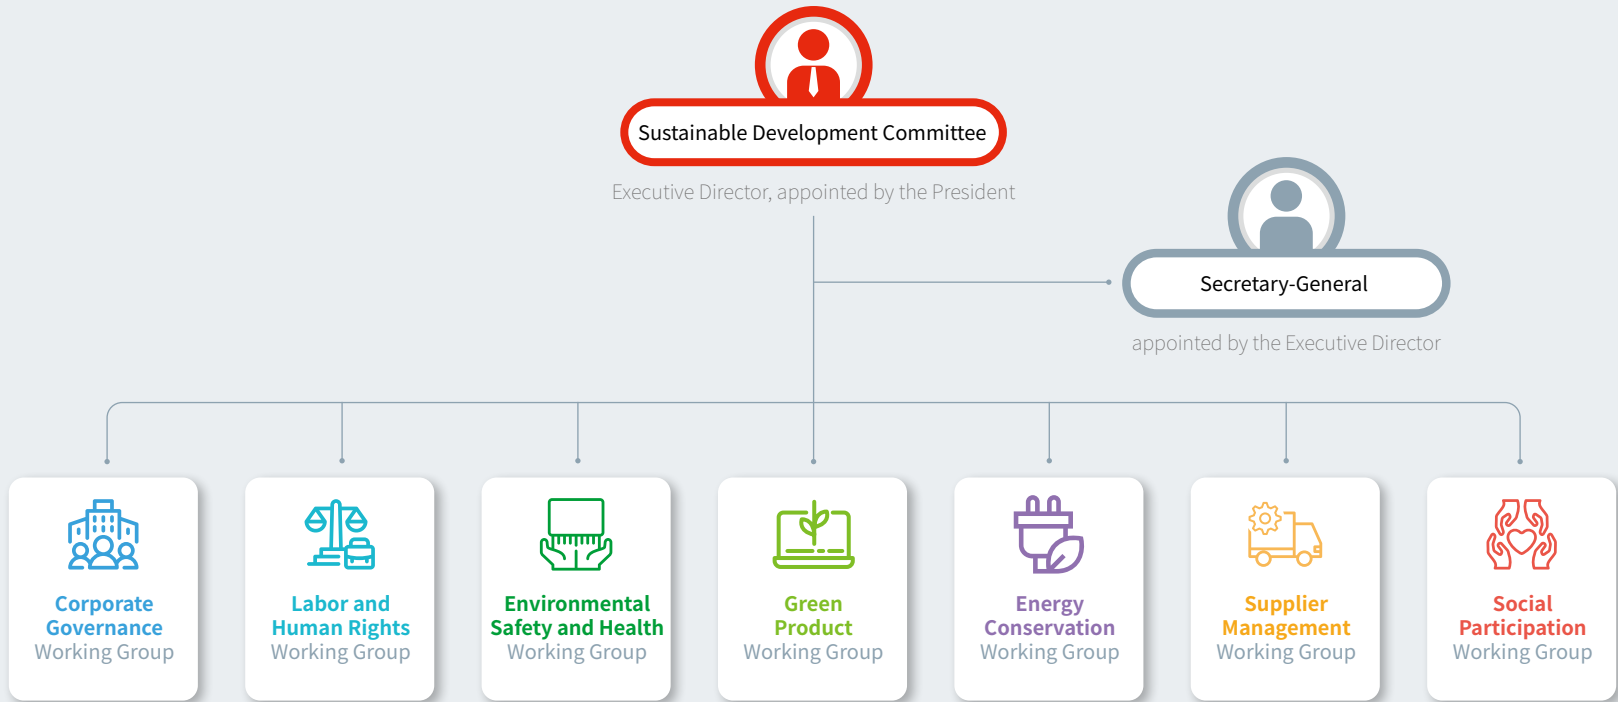 Sustainable Development Committee
Executive Director, appointed by the President
Secretary-General
appointed by the Executive Director
Corporate
Governance
Working Group
Labor and
Human Rights
Working Group
Environmental
Safety and Health
Working Group
Green
Product
Working Group
Energy
Conservation
Working Group
Supplier
Management
Working Group
Social
Participation
Working Group